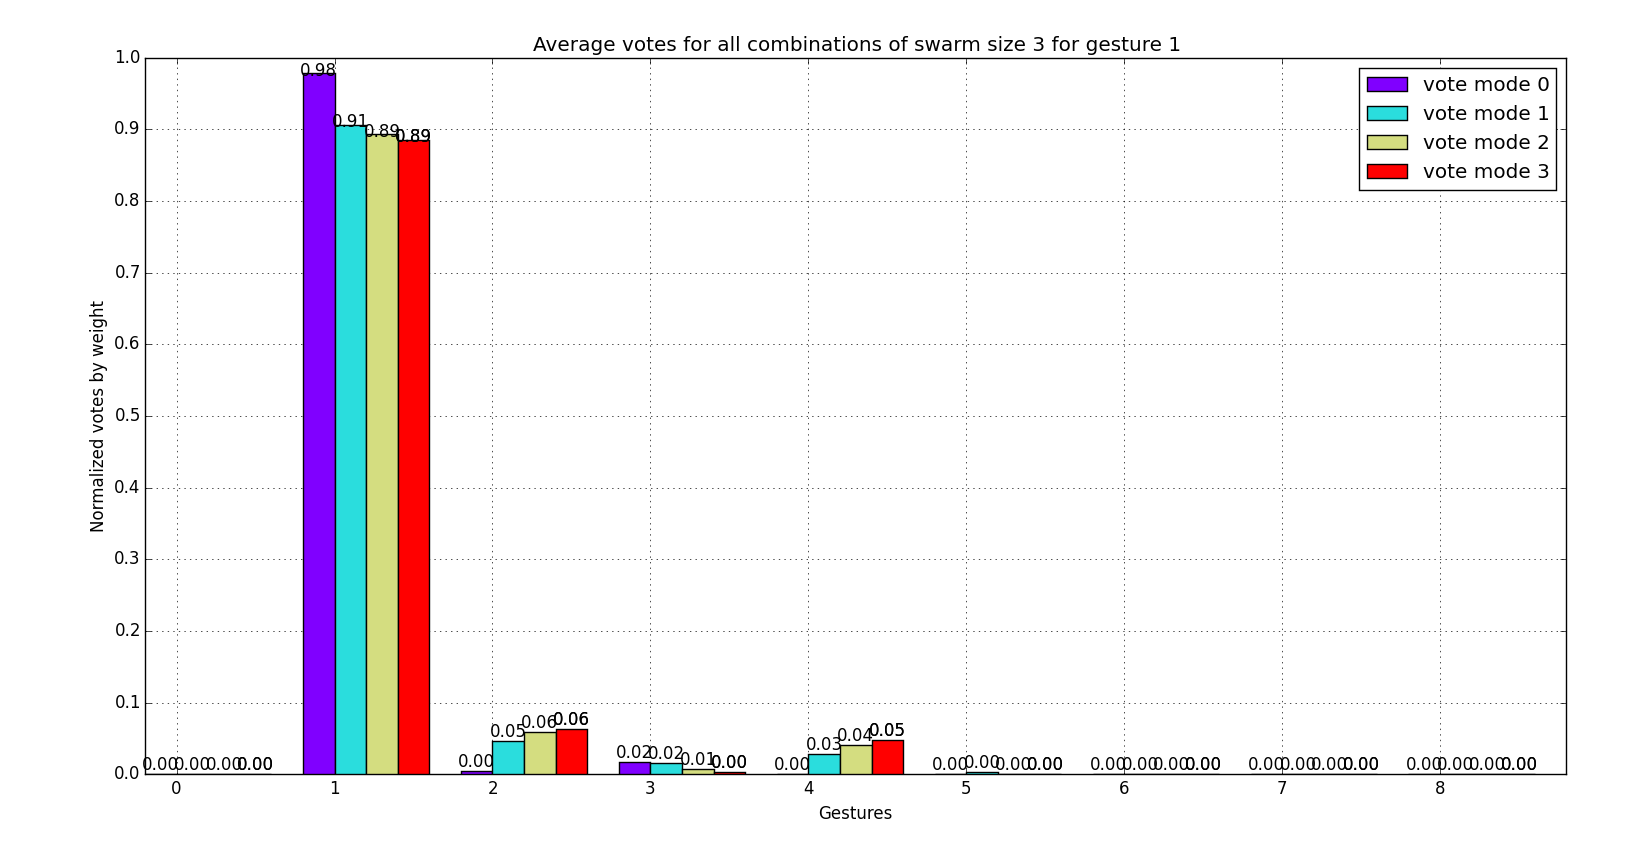 Average votes for all combinations of swarm size 3 for gesture 1
1.0
0.9
0.8
0.7
0.6
0.5
0.4
0.3
0.2
0.1
0.0
Normalized votes by weight
vote mode 0
vote mode 1
vote mode 2
vote mode 3
0.00 0.00 0.00 0.00
0.98 0.91 0.89 0.89
0.00 0.05 0.06 0.06
0.02 0.02 0.01 0.00
0.00 0.03 0.04 0.05
0.00 0.00 0.00 0.00
0.00 0.00 0.00 0.00
0.00 0.00 0.00 0.00
0.00 0.00 0.00 0.00
0 1 2 3 4 5 6 7 8
Gestures